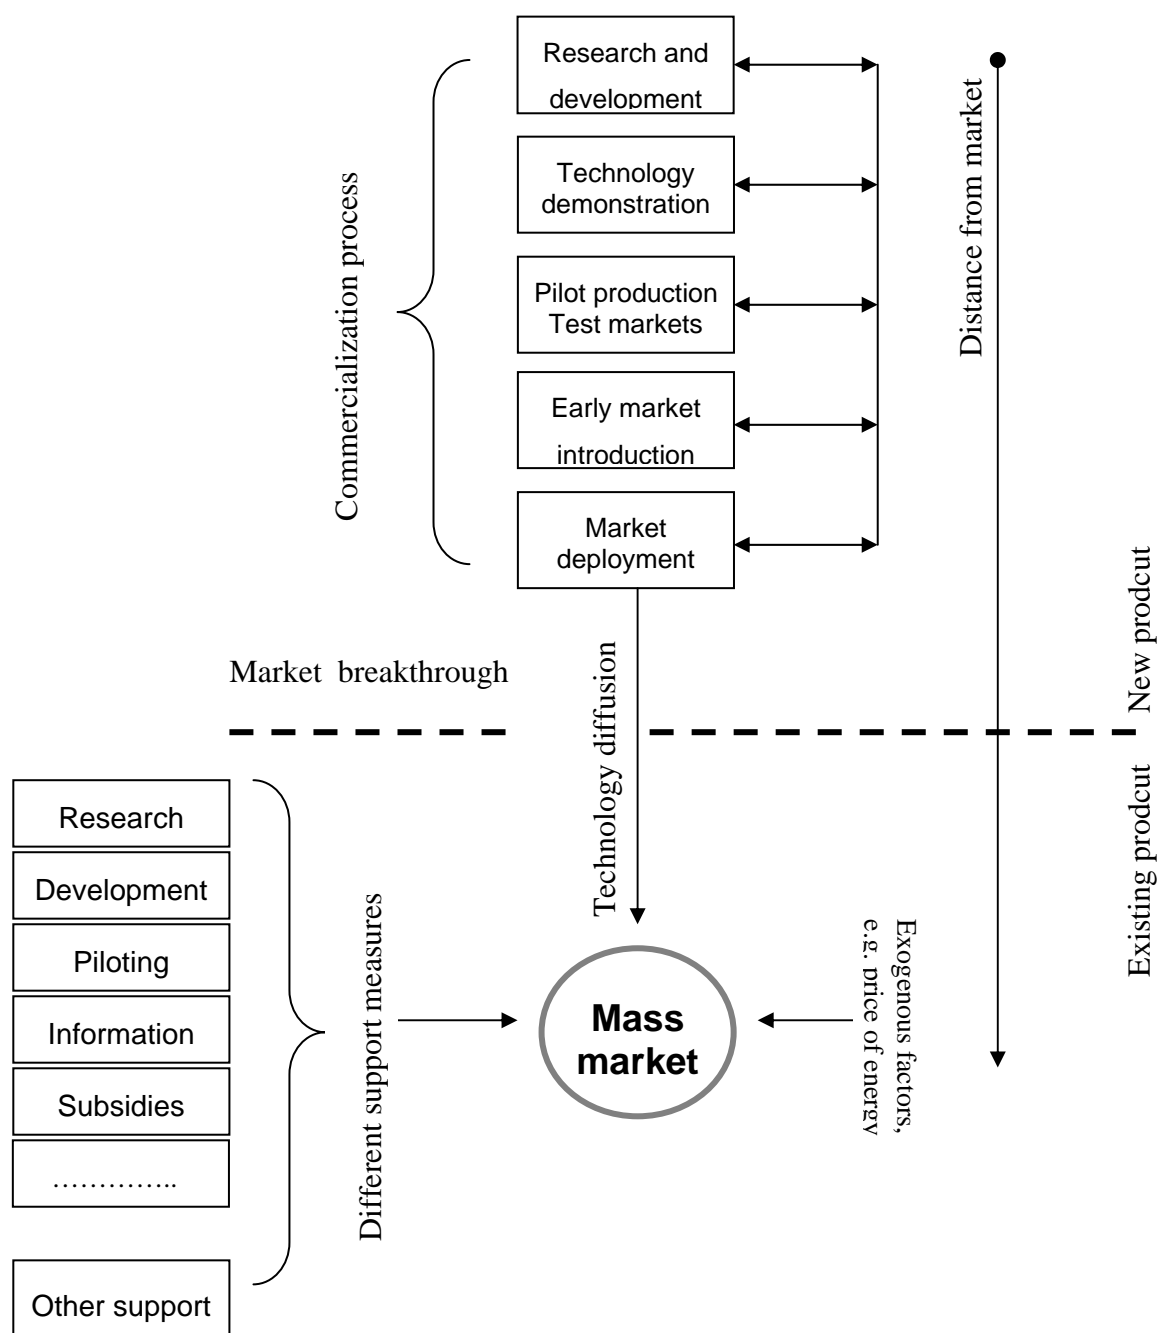 Research and
development
Technology
demonstration
Pilot production
Test markets
Early market
introduction
Market
deployment
Commercialization process
Distance from market
New prodcut
Market breakthrough
Technology diffusion
Existing prodcut
Research
Development
Piloting
Information
Subsidies
…………..
Other support
Different support measures
Mass
market
Exogenous factors,
e.g. price of energy